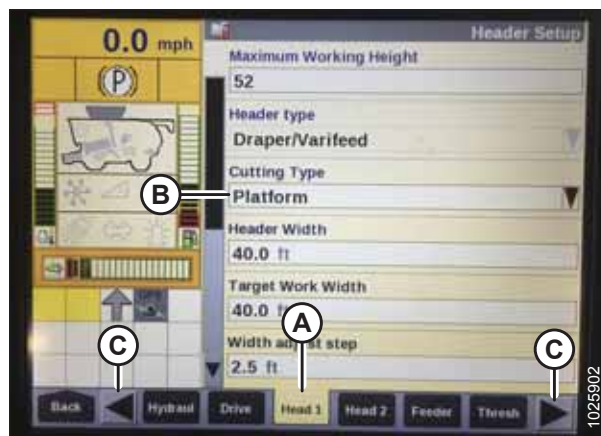 0.0 mph
(P)
Header Setup
Maximum Working Height
52
Header type
Draper/Varifeed
Cutting Type
Platform
B
Header Width
40.0 ft
Target Work Width
40.0 ft
A
Width adjust step
2.5 ft
C
C
Back
Hydraul
Drive
Head 1
Head 2
Feeder
Thresh
1025902